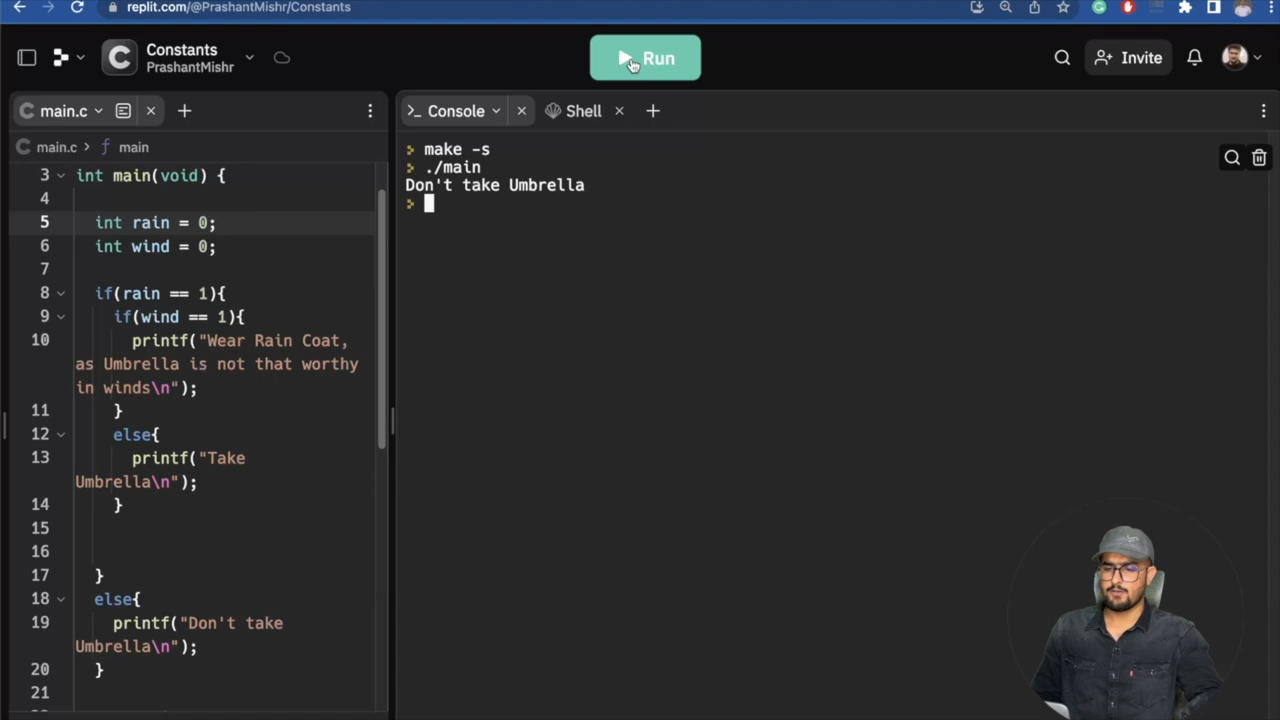 replit.com/@PrashantMishr/Constants
Constants
PrashantMishr
Run
Invite
main.c
Console
Shell
main.c > ƒ main
3 int main(void) {
4
5 int rain = 0;
6 int wind = 0;
7
8 if(rain == 1){
9 if(wind == 1){
10 printf("Wear Rain Coat,
as Umbrella is not that worthy
in winds\n");
11 }
12 else{
13 printf("Take
Umbrella\n");
14 }
15
16
17 }
18 else{
19 printf("Don't take
Umbrella\n");
20 }
21
> make -s
> ./main
Don't take Umbrella
>